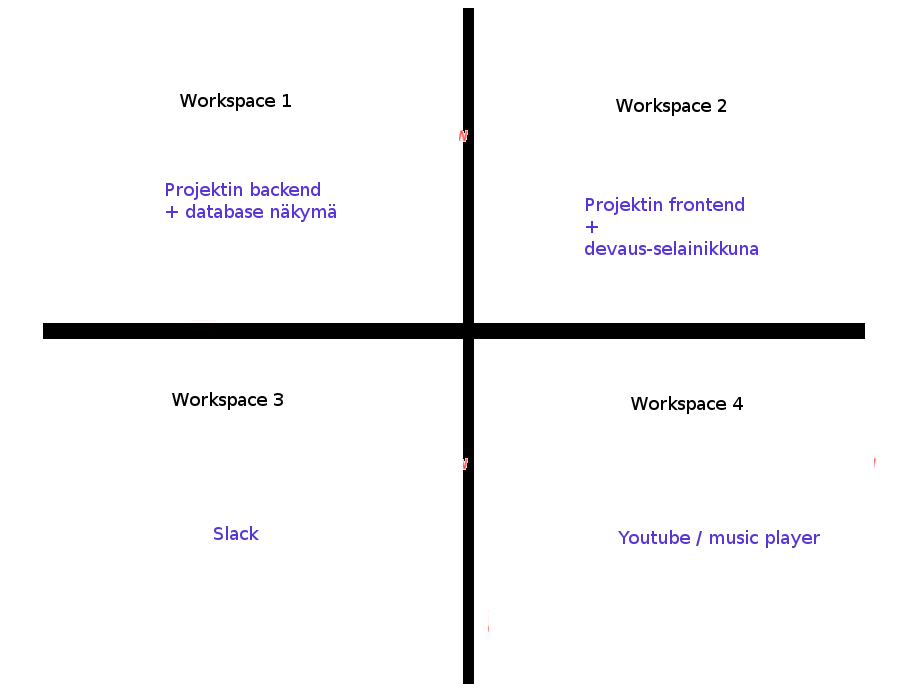 Workspace 1
Projektin backend
+ database näkymä
Workspace 2
Projektin frontend
+
devaus-selainikkuna
Workspace 3
Slack
Workspace 4
Youtube / music player